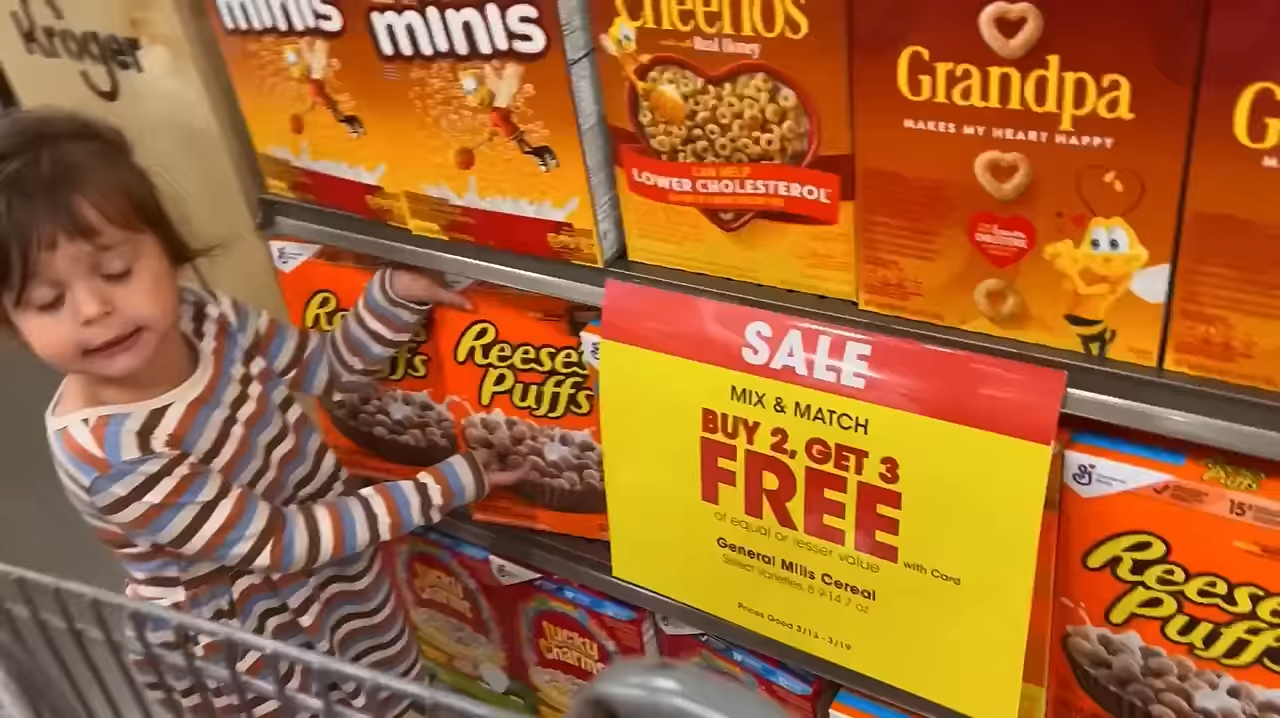 Kroger
minis
minis
Cheerios
Real Honey
CAN HELP
LOWER CHOLESTEROL
Grandpa
MAKES MY HEART HAPPY
G
Reese's
Puffs
SALE
MIX & MATCH
BUY 2, GET 3
FREE
of equal or lesser value
with Card
General Mills Cereal
Select Varieties, 8.9-14.7 oz
Prices Good 3/13 - 3/19
Lucky
Charms
Lucky
Charms
Reese's
Puffs